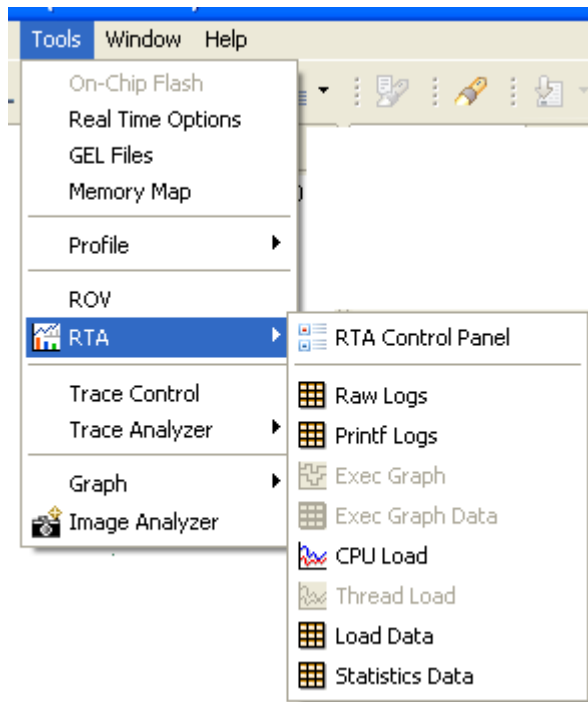 Tools Window Help
On-Chip Flash
Real Time Options
GEL Files
Memory Map
Profile
ROV
RTA
Trace Control
Trace Analyzer
Graph
Image Analyzer
RTA Control Panel
Raw Logs
Printf Logs
Exec Graph
Exec Graph Data
CPU Load
Thread Load
Load Data
Statistics Data